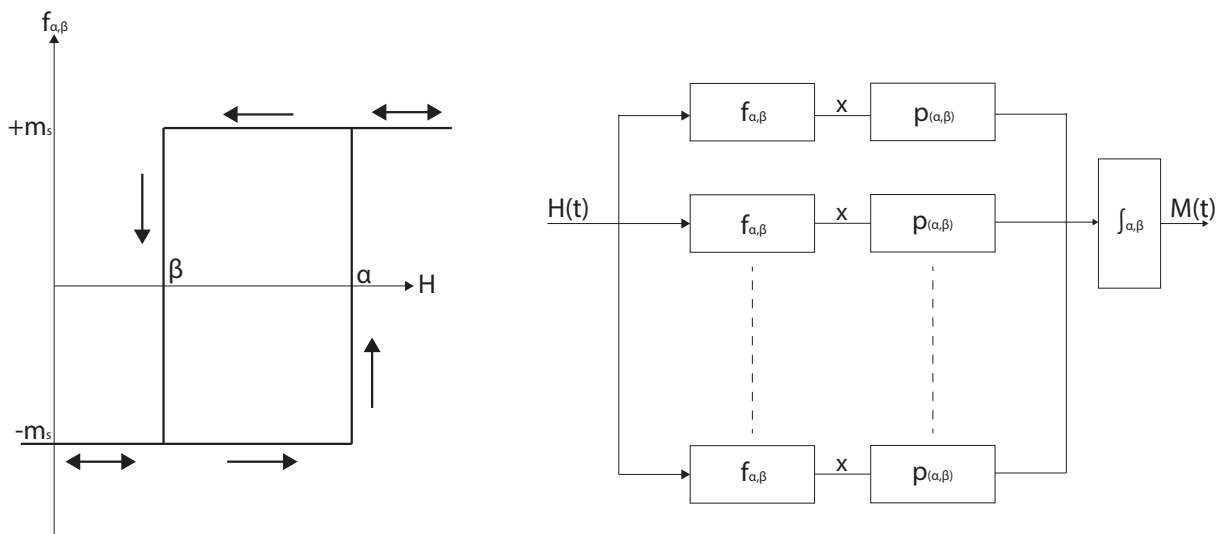 fα,β
+mₛ
β
α
H
-mₛ
H(t)
fα,β
x
p(α,β)
fα,β
x
p(α,β)
∫α,β
M(t)
fα,β
x
p(α,β)